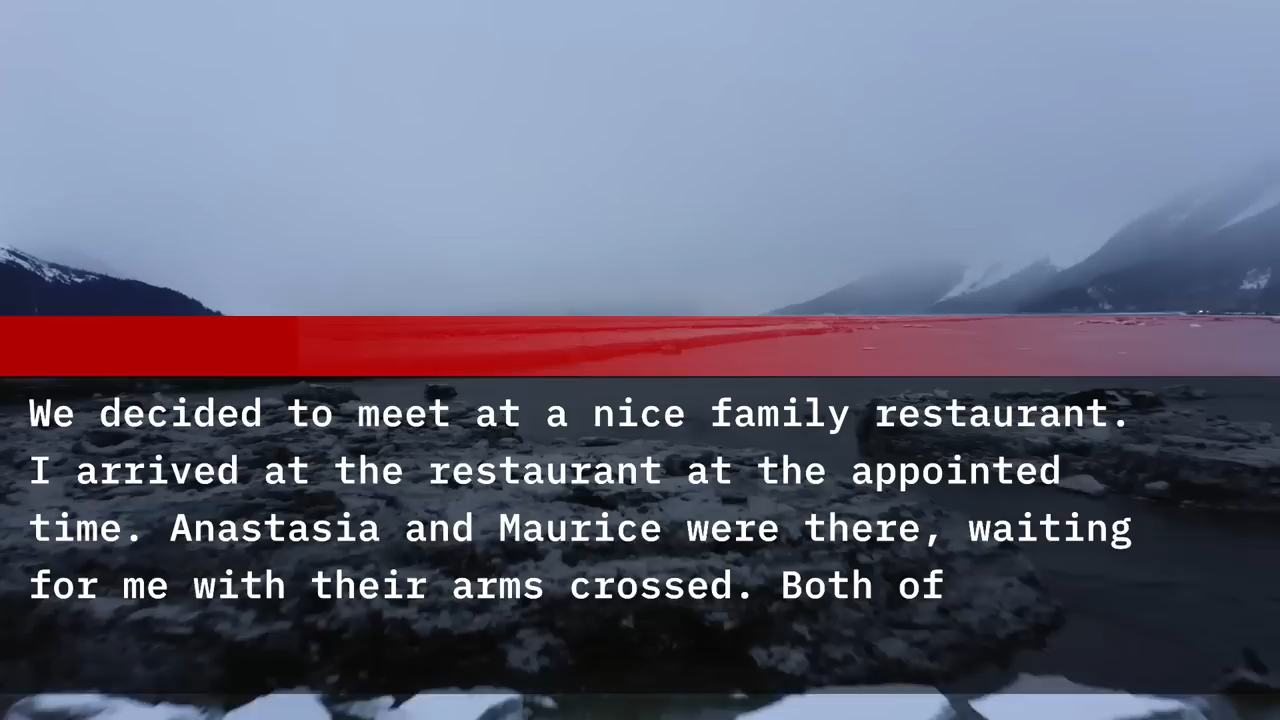 We decided to meet at a nice family restaurant.
I arrived at the restaurant at the appointed
time. Anastasia and Maurice were there, waiting
for me with their arms crossed. Both of